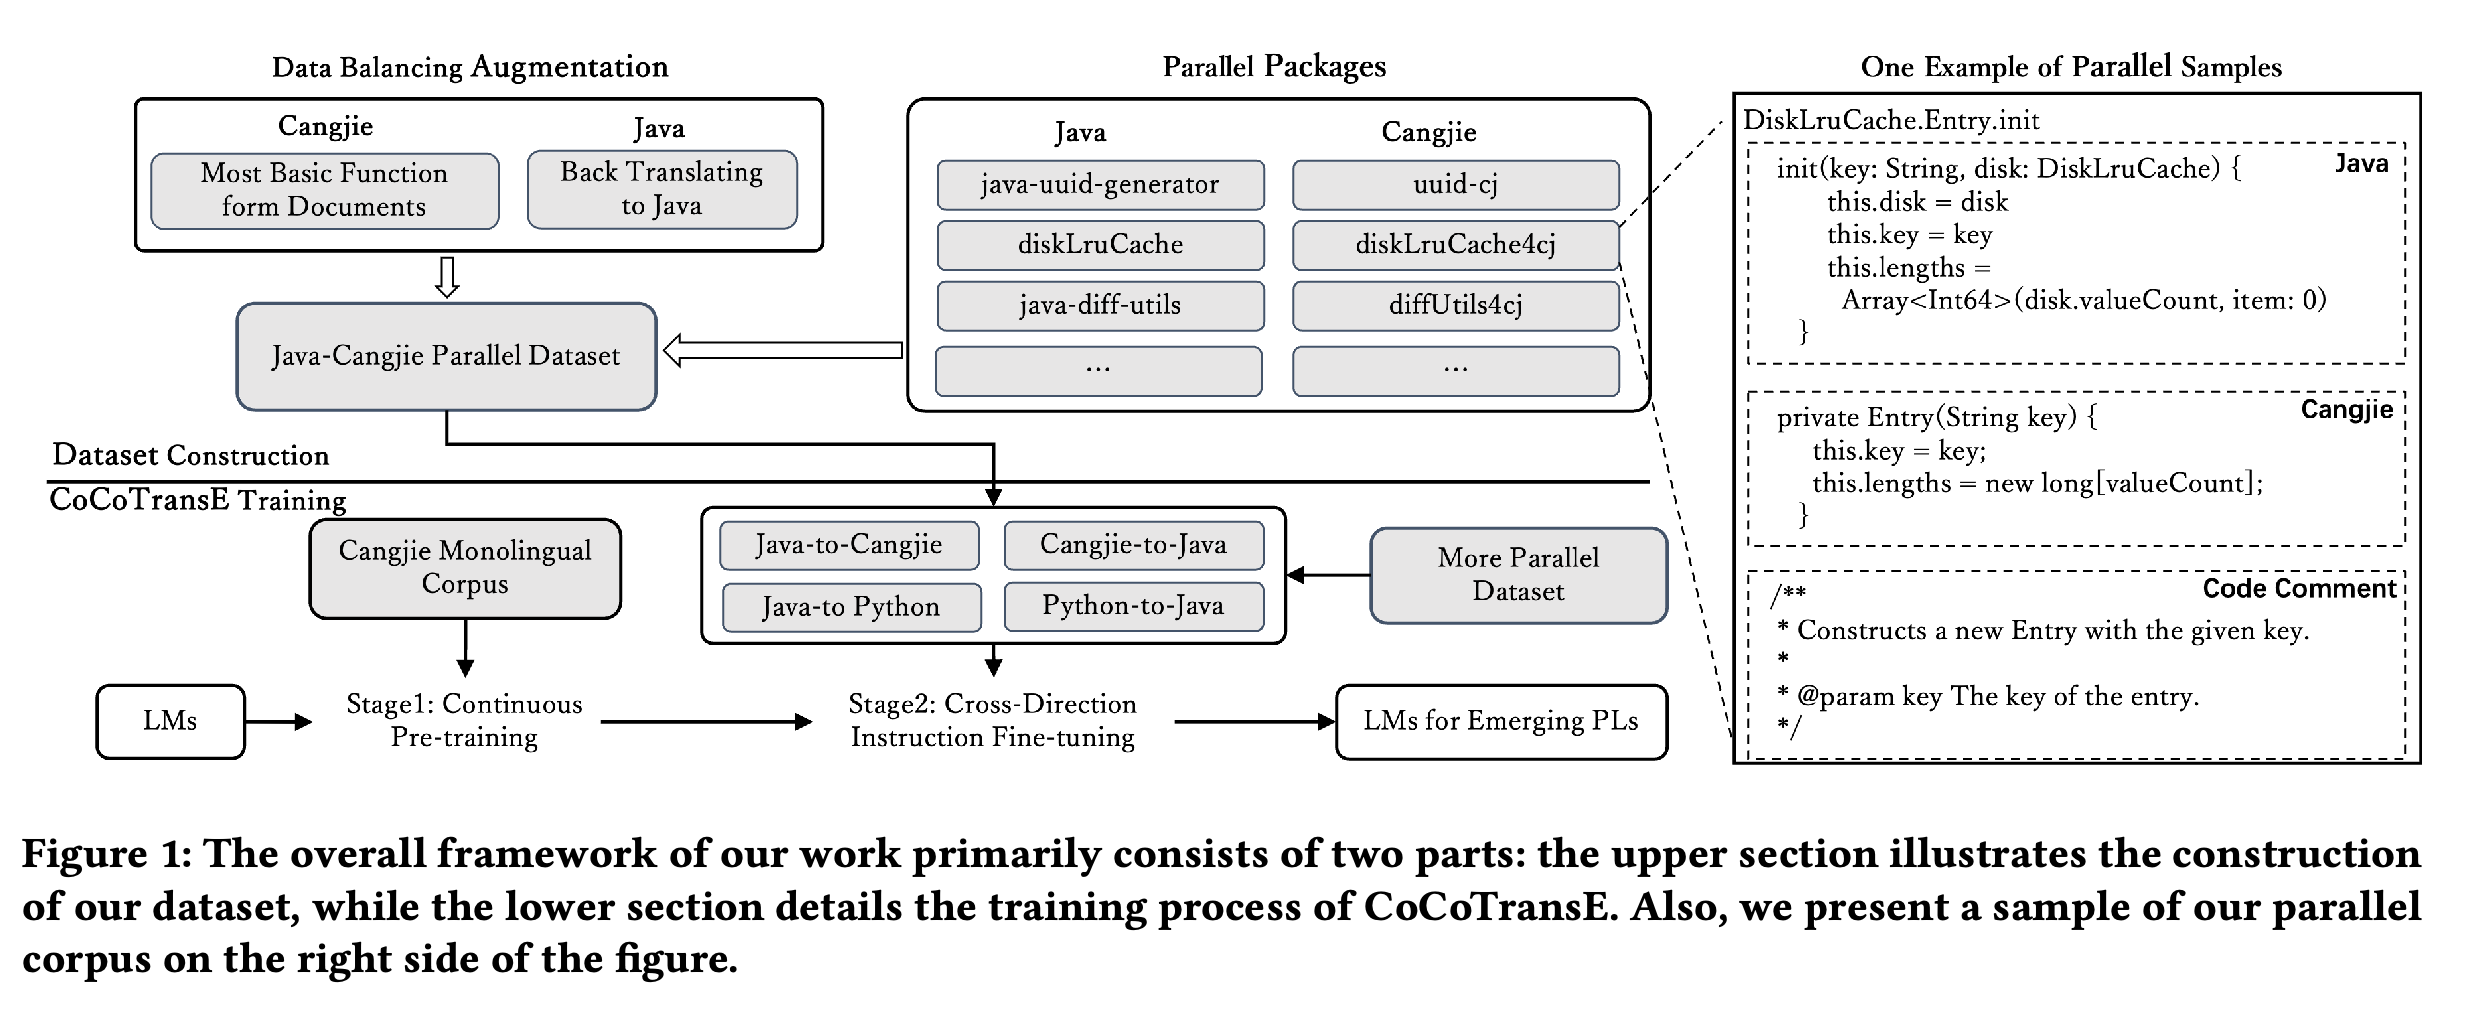 Data Balancing Augmentation
Cangjie
Java
Most Basic Function
form Documents
Back Translating
to Java
Java-Cangjie Parallel Dataset
Parallel Packages
Java
Cangjie
java-uuid-generator
uuid-cj
diskLruCache
diskLruCache4cj
java-diff-utils
diffUtils4cj
...
...
Dataset Construction
CoCoTransE Training
Cangjie Monolingual
Corpus
Java-to-Cangjie
Cangjie-to-Java
Java-to Python
Python-to-Java
More Parallel
Dataset
LMs
Stage1: Continuous
Pre-training
Stage2: Cross-Direction
Instruction Fine-tuning
LMs for Emerging PLs
One Example of Parallel Samples
DiskLruCache.Entry.init
Java
init(key: String, disk: DiskLruCache) {
this.disk = disk
this.key = key
this.lengths =
Array<Int64>(disk.valueCount, item: 0)
}
Cangjie
private Entry(String key) {
this.key = key;
this.lengths = new long[valueCount];
}
Code Comment
/**
* Constructs a new Entry with the given key.
*
* @param key The key of the entry.
*/
Figure 1: The overall framework of our work primarily consists of two parts: the upper section illustrates the construction
of our dataset, while the lower section details the training process of CoCoTransE. Also, we present a sample of our parallel
corpus on the right side of the figure.